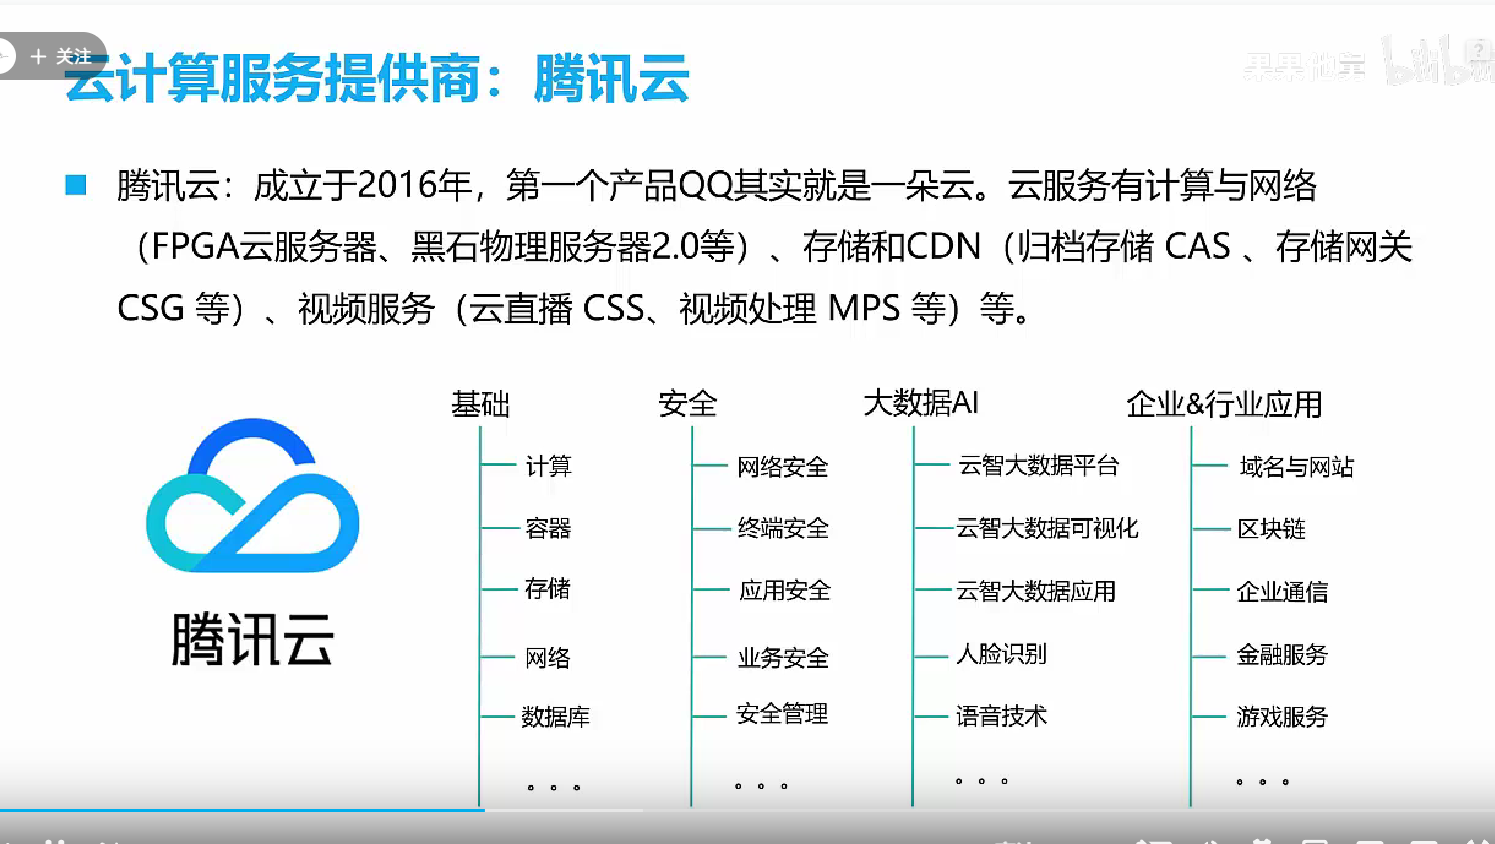 + 关注
云计算服务提供商：腾讯云
果果他寀
bilibili
腾讯云：成立于2016年，第一个产品QQ其实就是一朵云。云服务有计算与网络
（FPGA云服务器、黑石物理服务器2.0等）、存储和CDN（归档存储 CAS 、存储网关
CSG 等）、视频服务（云直播 CSS、视频处理 MPS 等）等。
基础
计算
容器
存储
网络
数据库
。。。
安全
网络安全
终端安全
应用安全
业务安全
安全管理
。。。
大数据AI
云智大数据平台
云智大数据可视化
云智大数据应用
人脸识别
语音技术
。。。
企业&行业应用
域名与网站
区块链
企业通信
金融服务
游戏服务
。。。
腾讯云